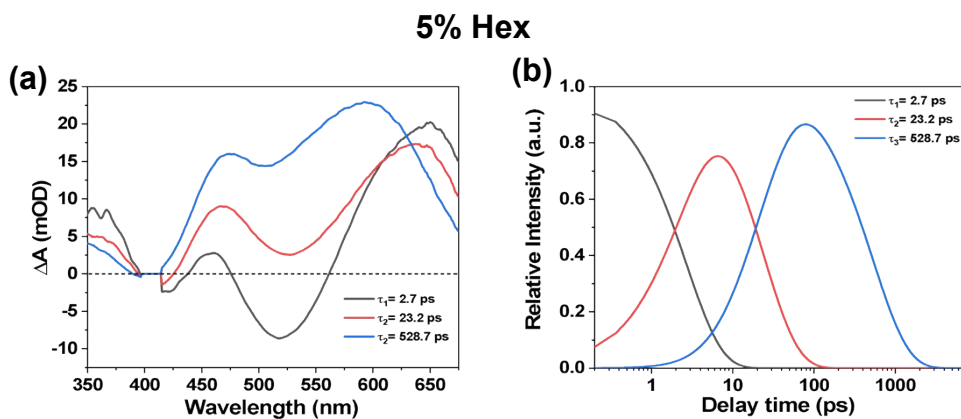 5% Hex
(a)
ΔA (mOD)
25
20
15
10
5
0
-5
-10
τ1= 2.7 ps
τ2= 23.2 ps
τ2= 528.7 ps
350 400 450 500 550 600 650
Wavelength (nm)
(b)
Relative Intensity (a.u.)
1.0
0.8
0.6
0.4
0.2
0.0
τ1= 2.7 ps
τ2= 23.2 ps
τ3= 528.7 ps
1 10 100 1000
Delay time (ps)